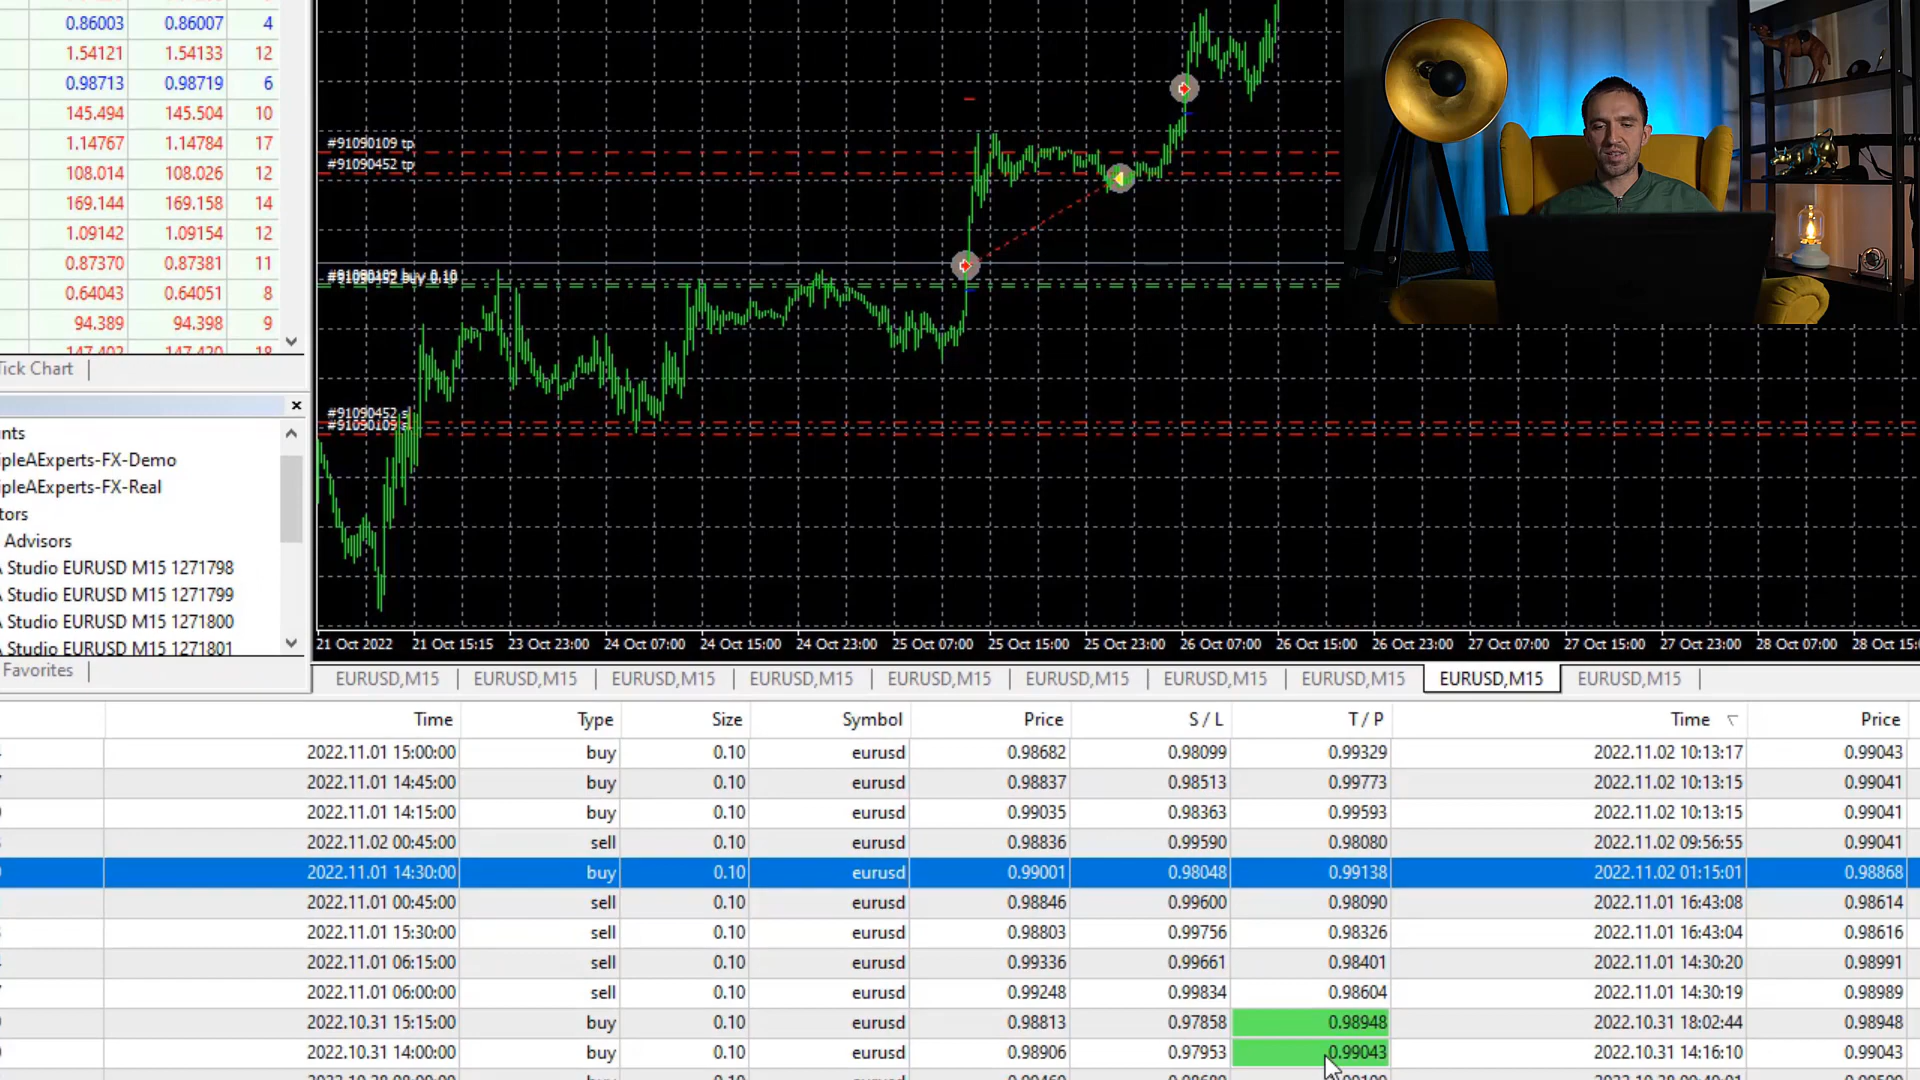 0.86003 0.86007 4
1.54121 1.54133 12
0.98713 0.98719 6
145.494 145.504 10
1.14767 1.14784 17
108.014 108.026 12
169.144 169.158 14
1.09142 1.09154 12
0.87370 0.87381 11
0.64043 0.64051 8
94.389 94.398 9
147.402 147.420 18
Tick Chart
nts
ipleAExperts-FX-Demo
ipleAExperts-FX-Real
tors
Advisors
A Studio EURUSD M15 1271798
A Studio EURUSD M15 1271799
A Studio EURUSD M15 1271800
A Studio EURUSD M15 1271801
Favorites
#91090109 tp
#91090452 tp
#91090452 buy 0.10
#91090452 sl
#91090109 sl
21 Oct 2022 21 Oct 15:15 23 Oct 23:00 24 Oct 07:00 24 Oct 15:00 24 Oct 23:00 25 Oct 07:00 25 Oct 15:00 25 Oct 23:00 26 Oct 07:00 26 Oct 15:00 26 Oct 23:00 27 Oct 07:00 27 Oct 15:00 27 Oct 23:00 28 Oct 07:00 28 Oct 15:
EURUSD,M15 EURUSD,M15 EURUSD,M15 EURUSD,M15 EURUSD,M15 EURUSD,M15 EURUSD,M15 EURUSD,M15 EURUSD,M15 EURUSD,M15
Time Type Size Symbol Price S / L T / P Time Price
2022.11.01 15:00:00 buy 0.10 eurusd 0.98682 0.98099 0.99329 2022.11.02 10:13:17 0.99043
2022.11.01 14:45:00 buy 0.10 eurusd 0.98837 0.98513 0.99773 2022.11.02 10:13:15 0.99041
2022.11.01 14:15:00 buy 0.10 eurusd 0.99035 0.98363 0.99593 2022.11.02 10:13:15 0.99041
2022.11.02 00:45:00 sell 0.10 eurusd 0.98836 0.99590 0.98080 2022.11.02 09:56:55 0.99041
2022.11.01 14:30:00 buy 0.10 eurusd 0.99001 0.98048 0.99138 2022.11.02 01:15:01 0.98868
2022.11.01 00:45:00 sell 0.10 eurusd 0.98846 0.99600 0.98090 2022.11.01 16:43:08 0.98614
2022.11.01 15:30:00 sell 0.10 eurusd 0.98803 0.99756 0.98326 2022.11.01 16:43:04 0.98616
2022.11.01 06:15:00 sell 0.10 eurusd 0.99336 0.99661 0.98401 2022.11.01 14:30:20 0.98991
2022.11.01 06:00:00 sell 0.10 eurusd 0.99248 0.99834 0.98604 2022.11.01 14:30:19 0.98989
2022.10.31 15:15:00 buy 0.10 eurusd 0.98813 0.97858 0.98948 2022.10.31 18:02:44 0.98948
2022.10.31 14:00:00 buy 0.10 eurusd 0.98906 0.97953 0.99043 2022.10.31 14:16:10 0.99043